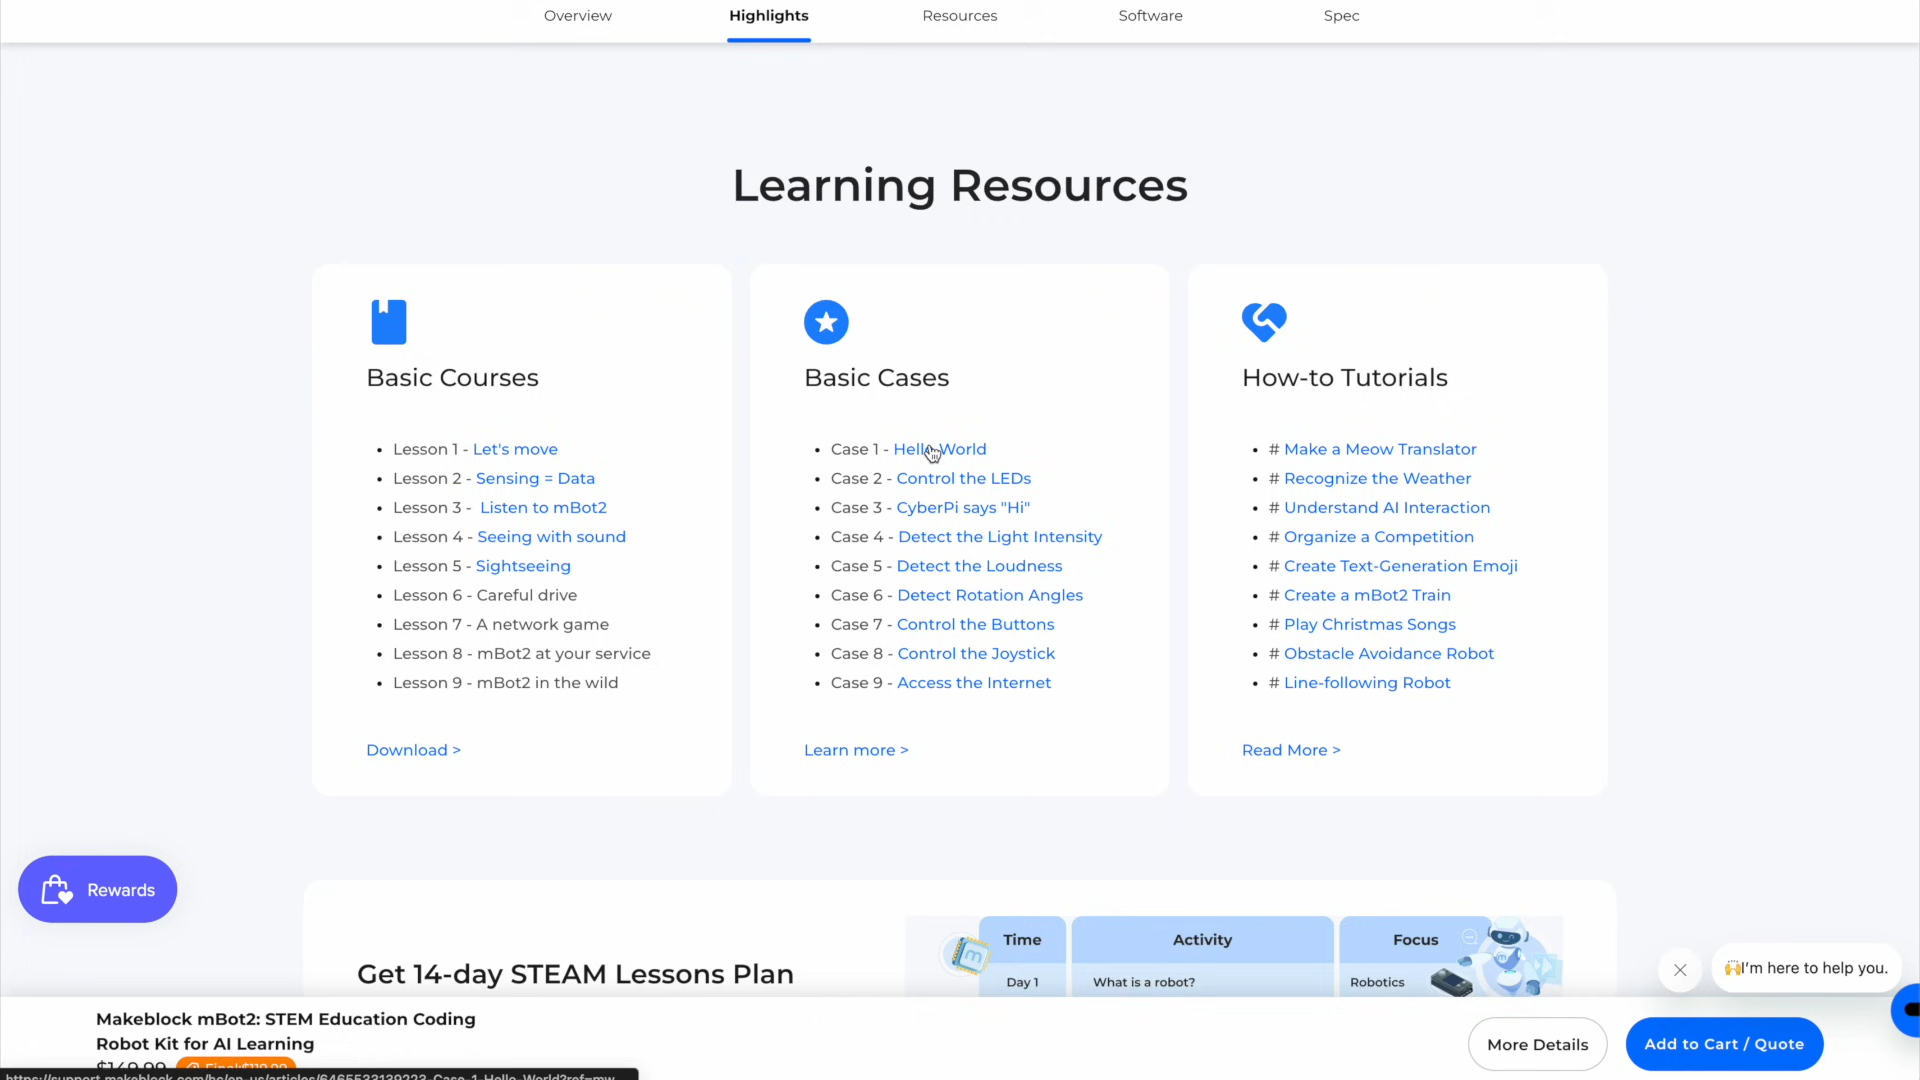 Overview
Highlights
Resources
Software
Spec
Learning Resources
Basic Courses
Lesson 1 - Let's move
Lesson 2 - Sensing = Data
Lesson 3 - Listen to mBot2
Lesson 4 - Seeing with sound
Lesson 5 - Sightseeing
Lesson 6 - Careful drive
Lesson 7 - A network game
Lesson 8 - mBot2 at your service
Lesson 9 - mBot2 in the wild
Download >
Basic Cases
Case 1 - Hello World
Case 2 - Control the LEDs
Case 3 - CyberPi says "Hi"
Case 4 - Detect the Light Intensity
Case 5 - Detect the Loudness
Case 6 - Detect Rotation Angles
Case 7 - Control the Buttons
Case 8 - Control the Joystick
Case 9 - Access the Internet
Learn more >
How-to Tutorials
# Make a Meow Translator
# Recognize the Weather
# Understand AI Interaction
# Organize a Competition
# Create Text-Generation Emoji
# Create a mBot2 Train
# Play Christmas Songs
# Obstacle Avoidance Robot
# Line-following Robot
Read More >
Rewards
Get 14-day STEAM Lessons Plan
Time
Activity
Focus
Day 1
What is a robot?
Robotics
🙌I'm here to help you.
Makeblock mBot2: STEM Education Coding
Robot Kit for AI Learning
$149.99
More Details
Add to Cart / Quote